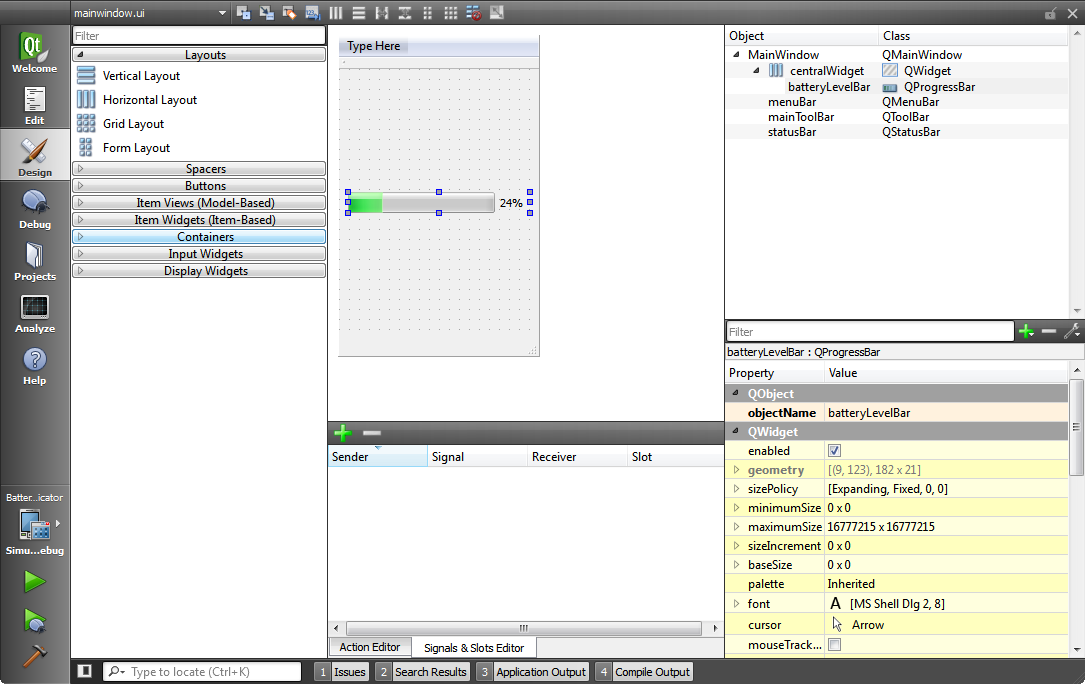 mainwindow.ui
Welcome
Edit
Design
Debug
Projects
Analyze
Help
Batter...icator
Simu...ebug
Filter
Layouts
Vertical Layout
Horizontal Layout
Grid Layout
Form Layout
Spacers
Buttons
Item Views (Model-Based)
Item Widgets (Item-Based)
Containers
Input Widgets
Display Widgets
Type Here
24%
Sender Signal Receiver Slot
Action Editor Signals & Slots Editor
Object Class
MainWindow QMainWindow
centralWidget QWidget
batteryLevelBar QProgressBar
menuBar QMenuBar
mainToolBar QToolBar
statusBar QStatusBar
Filter
batteryLevelBar : QProgressBar
Property Value
QObject
objectName batteryLevelBar
QWidget
enabled
geometry [(9, 123), 182 x 21]
sizePolicy [Expanding, Fixed, 0, 0]
minimumSize 0 x 0
maximumSize 16777215 x 16777215
sizeIncrement 0 x 0
baseSize 0 x 0
palette Inherited
font A [MS Shell Dlg 2, 8]
cursor Arrow
mouseTrack...
Type to locate (Ctrl+K) 1 Issues 2 Search Results 3 Application Output 4 Compile Output